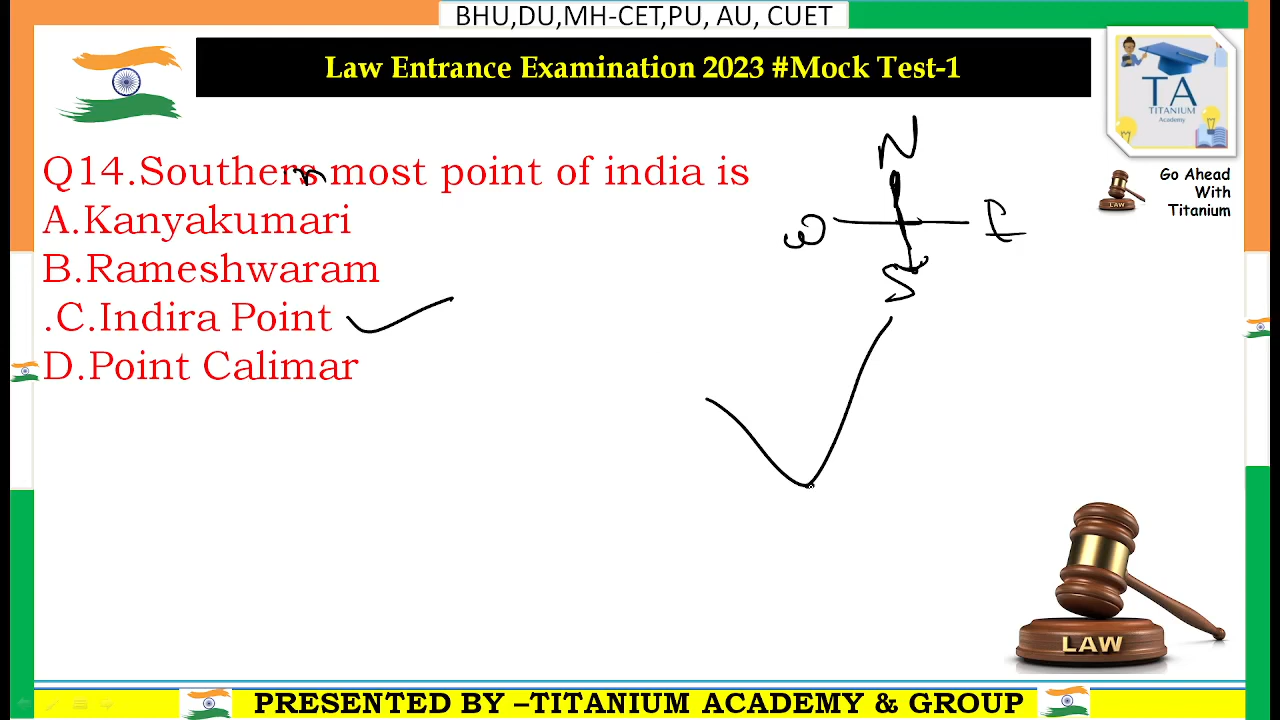 BHU,DU,MH-CET,PU, AU, CUET
Law Entrance Examination 2023 #Mock Test-1
TA
TITANIUM
Academy
Go Ahead
With
Titanium
LAW
Q14.Southern most point of india is
A.Kanyakumari
B.Rameshwaram
.C.Indira Point
D.Point Calimar
N
W
E
S
LAW
PRESENTED BY –TITANIUM ACADEMY & GROUP